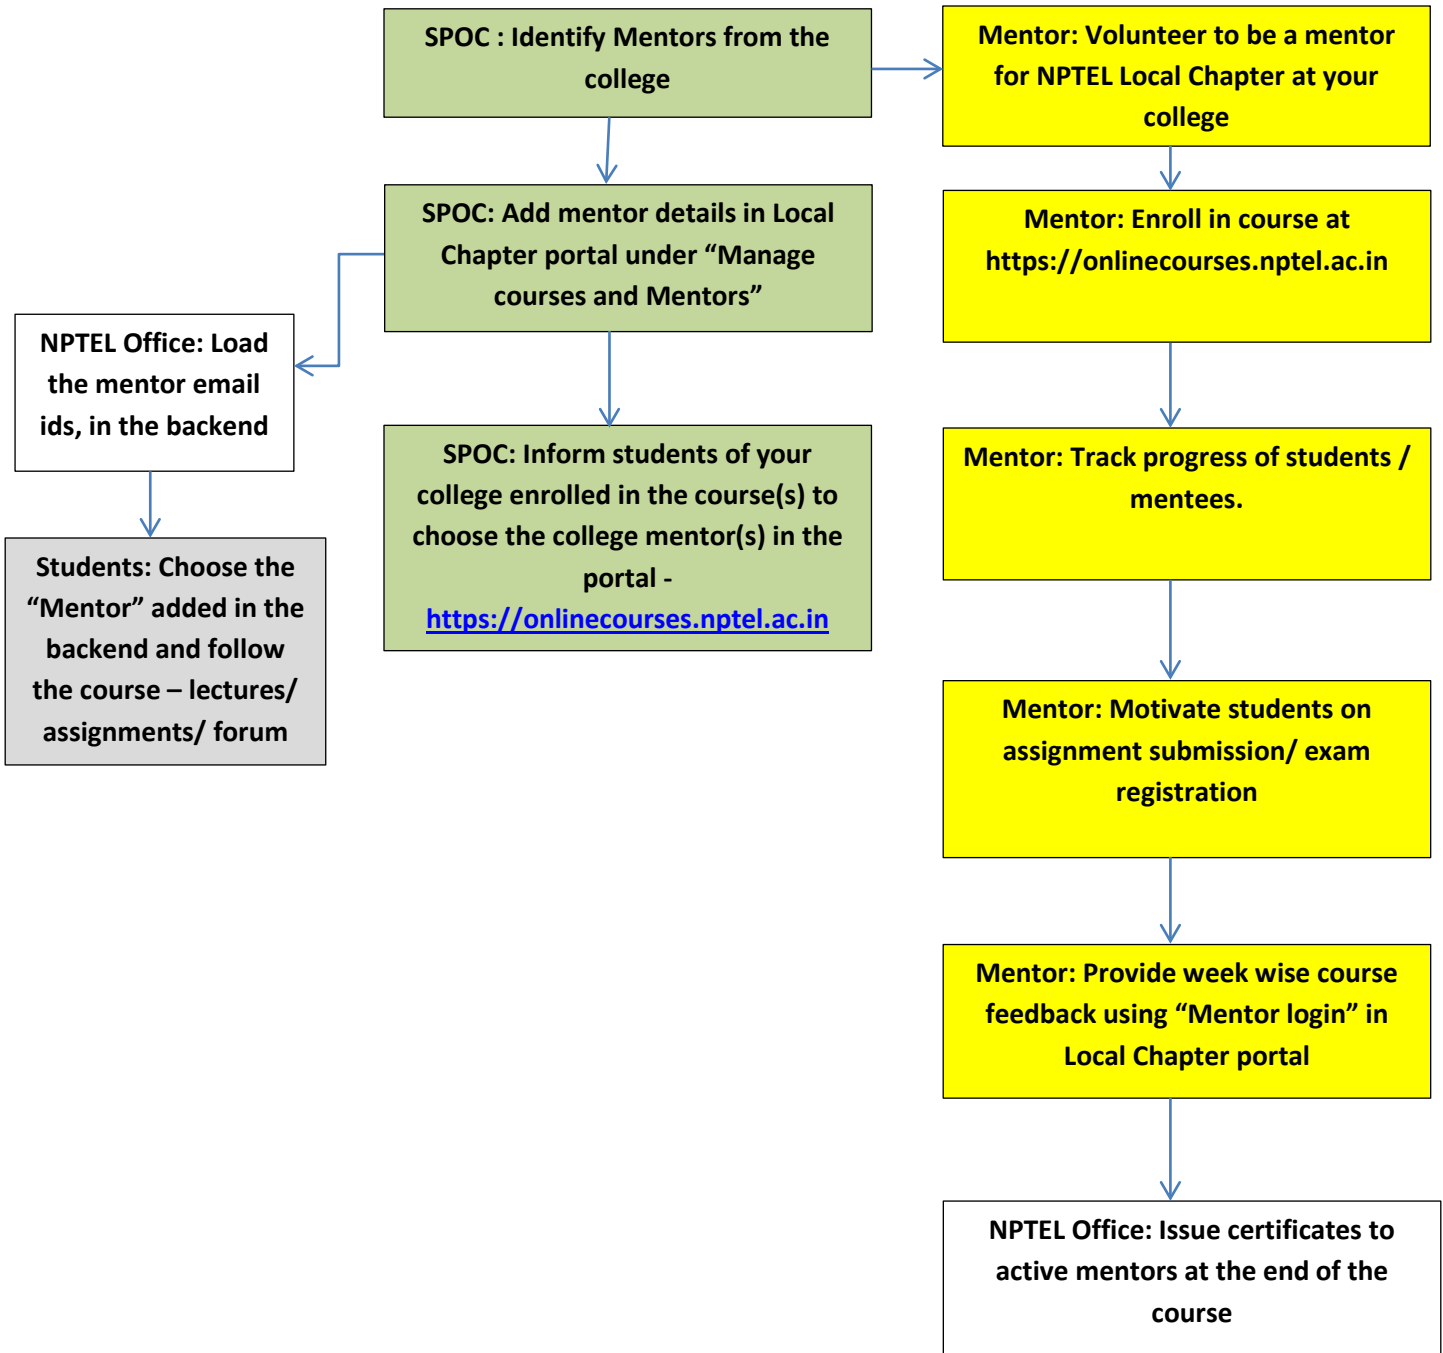 SPOC : Identify Mentors from the
college
Mentor: Volunteer to be a mentor
for NPTEL Local Chapter at your
college
SPOC: Add mentor details in Local
Chapter portal under “Manage
courses and Mentors”
Mentor: Enroll in course at
https://onlinecourses.nptel.ac.in
NPTEL Office: Load
the mentor email
ids, in the backend
SPOC: Inform students of your
college enrolled in the course(s) to
choose the college mentor(s) in the
portal -
https://onlinecourses.nptel.ac.in
Mentor: Track progress of students /
mentees.
Students: Choose the
“Mentor” added in the
backend and follow
the course – lectures/
assignments/ forum
Mentor: Motivate students on
assignment submission/ exam
registration
Mentor: Provide week wise course
feedback using “Mentor login” in
Local Chapter portal
NPTEL Office: Issue certificates to
active mentors at the end of the
course